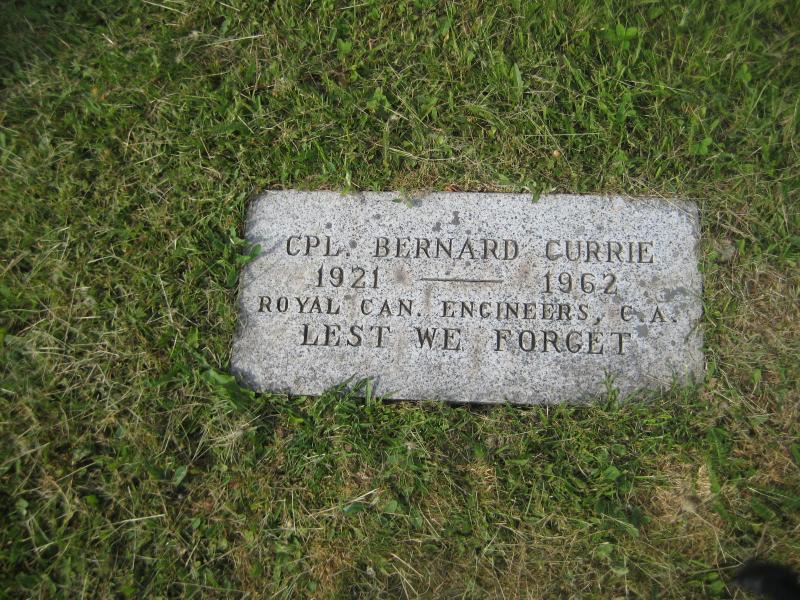 CPL. BERNARD CURRIE
1921 — 1962
ROYAL CAN. ENGINEERS, C.A.
LEST WE FORGET